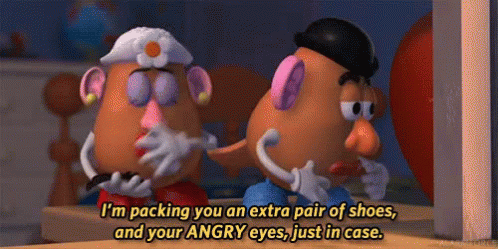 I'm packing you an extra pair of shoes,
and your ANGRY eyes, just in case.